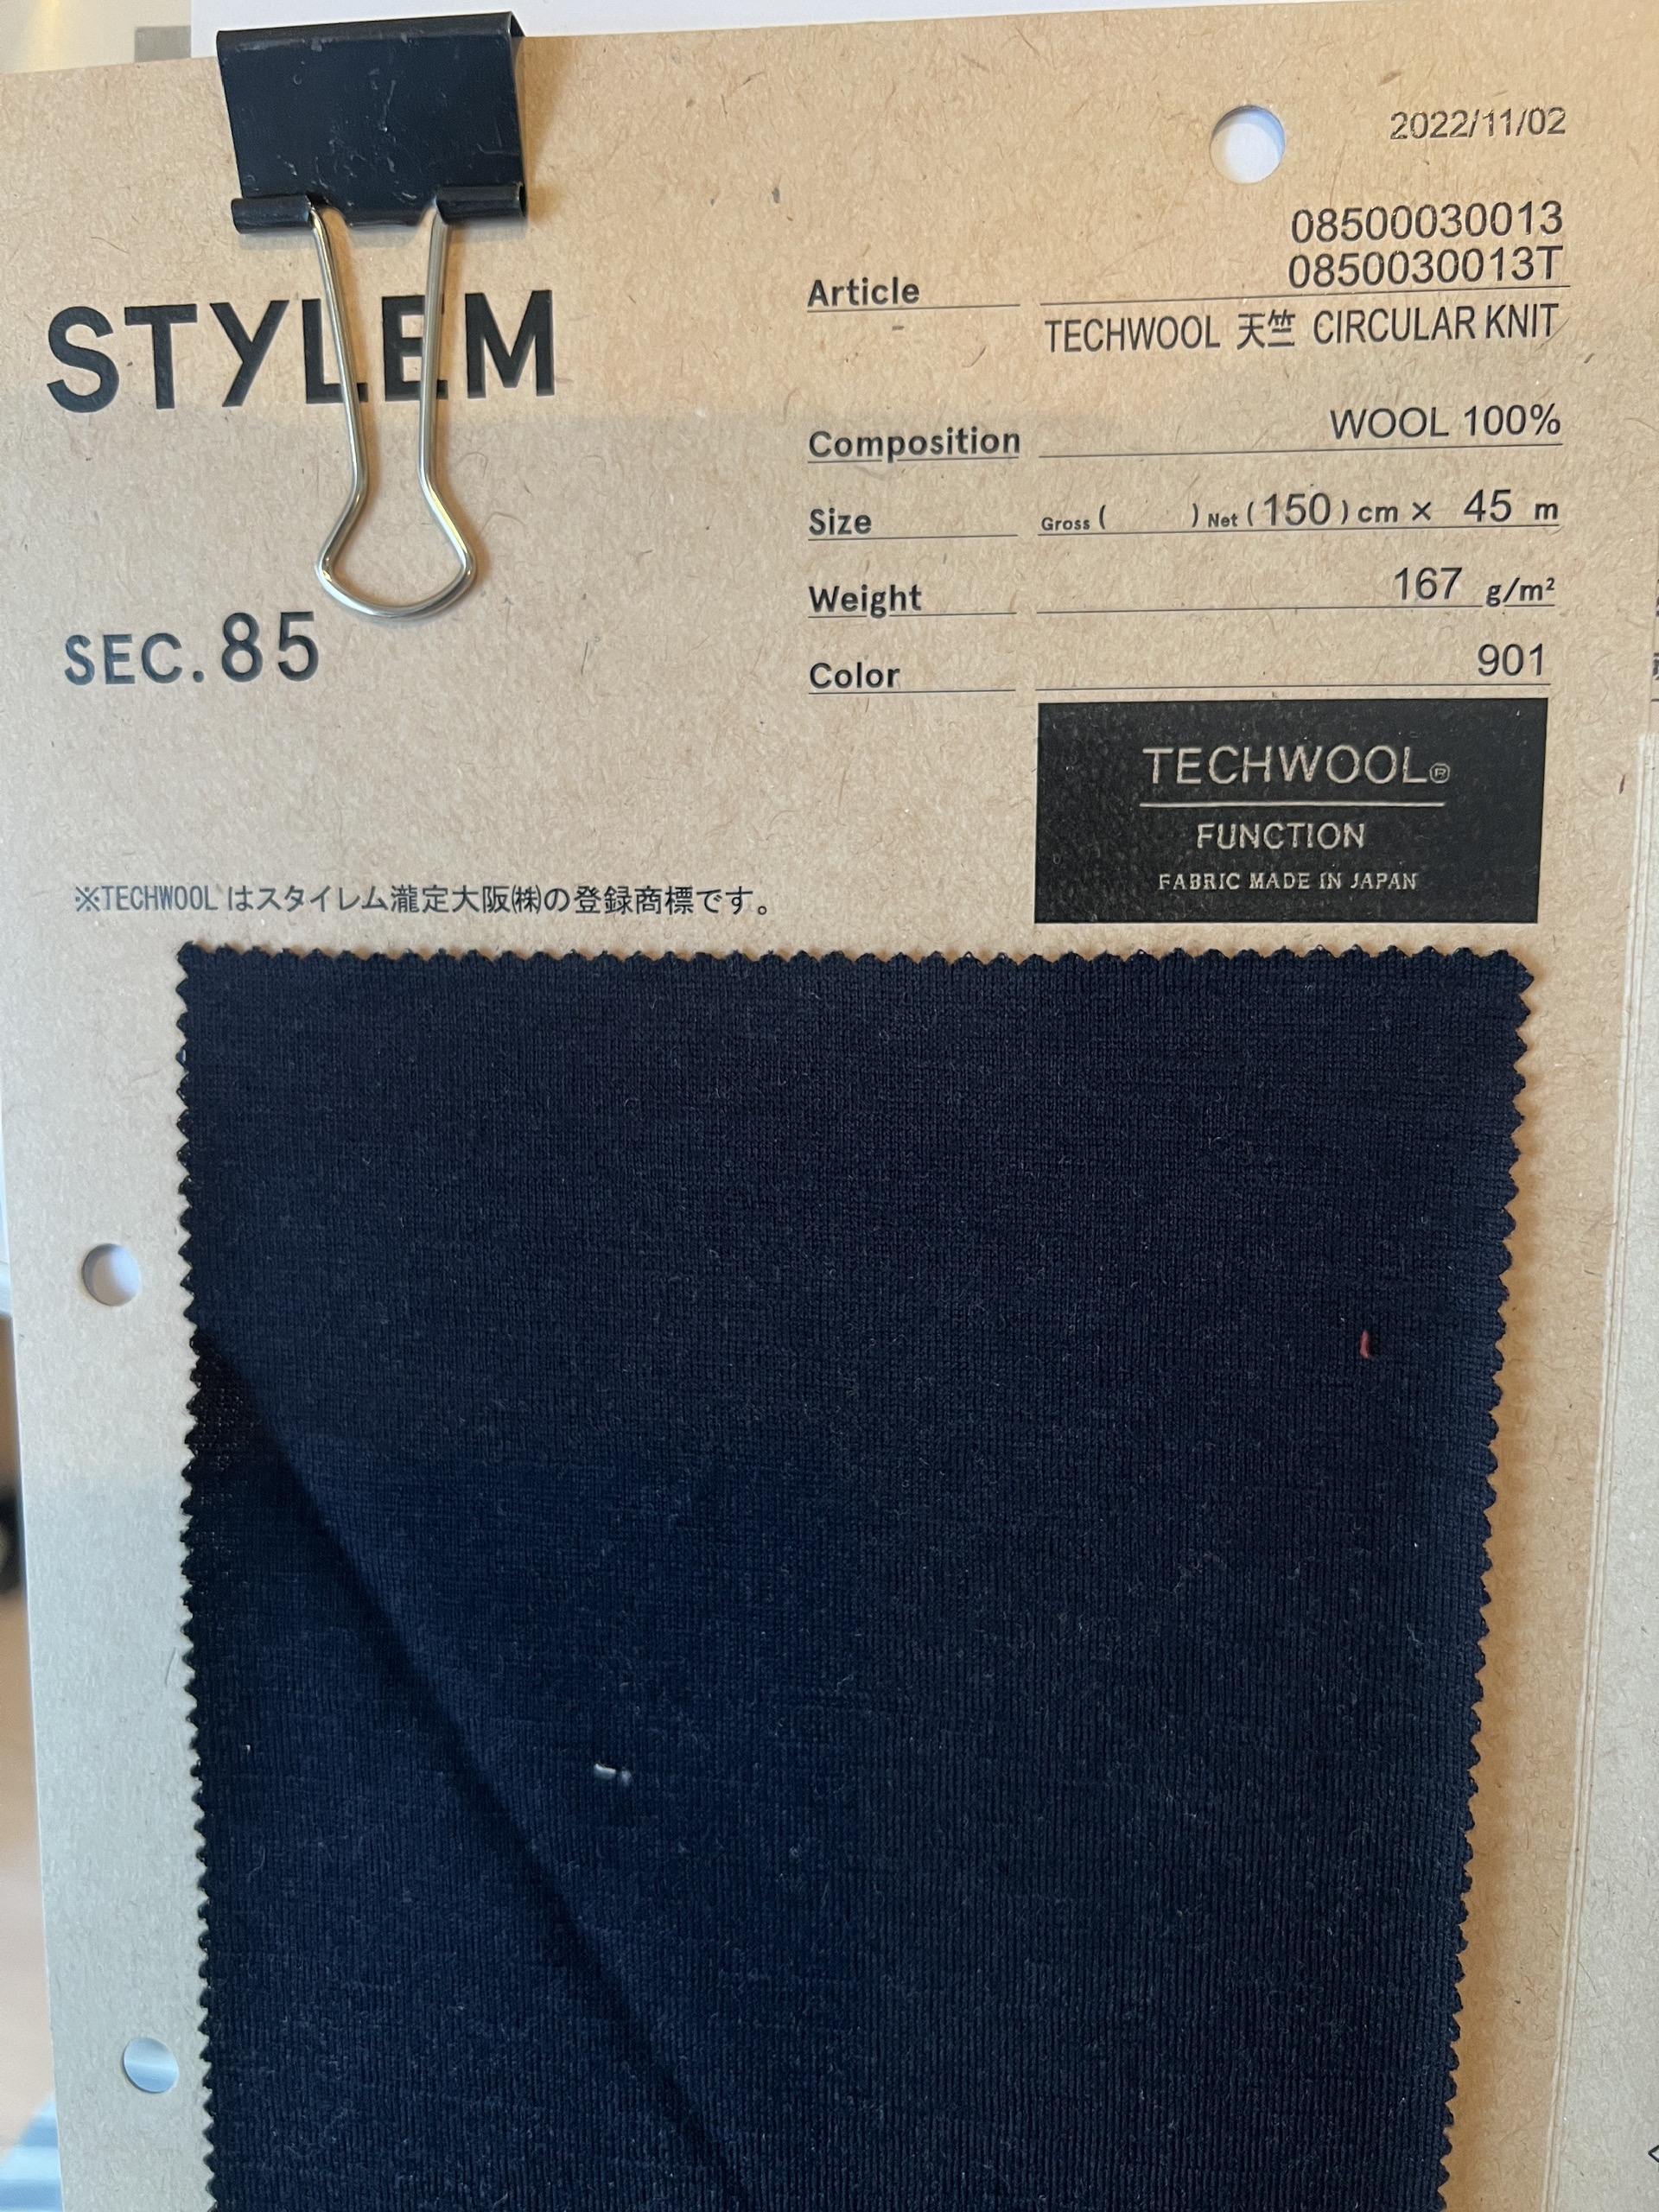 2022/11/02
08500030013
0850030013T
Article
TECHWOOL 天竺 CIRCULAR KNIT
STYLEM
Composition WOOL 100%
Size Gross ( ) Net (150) cm × 45 m
Weight 167 g/m²
SEC. 85
Color 901
TECHWOOL®
FUNCTION
FABRIC MADE IN JAPAN
※TECHWOOL はスタイレム瀧定大阪㈱の登録商標です。